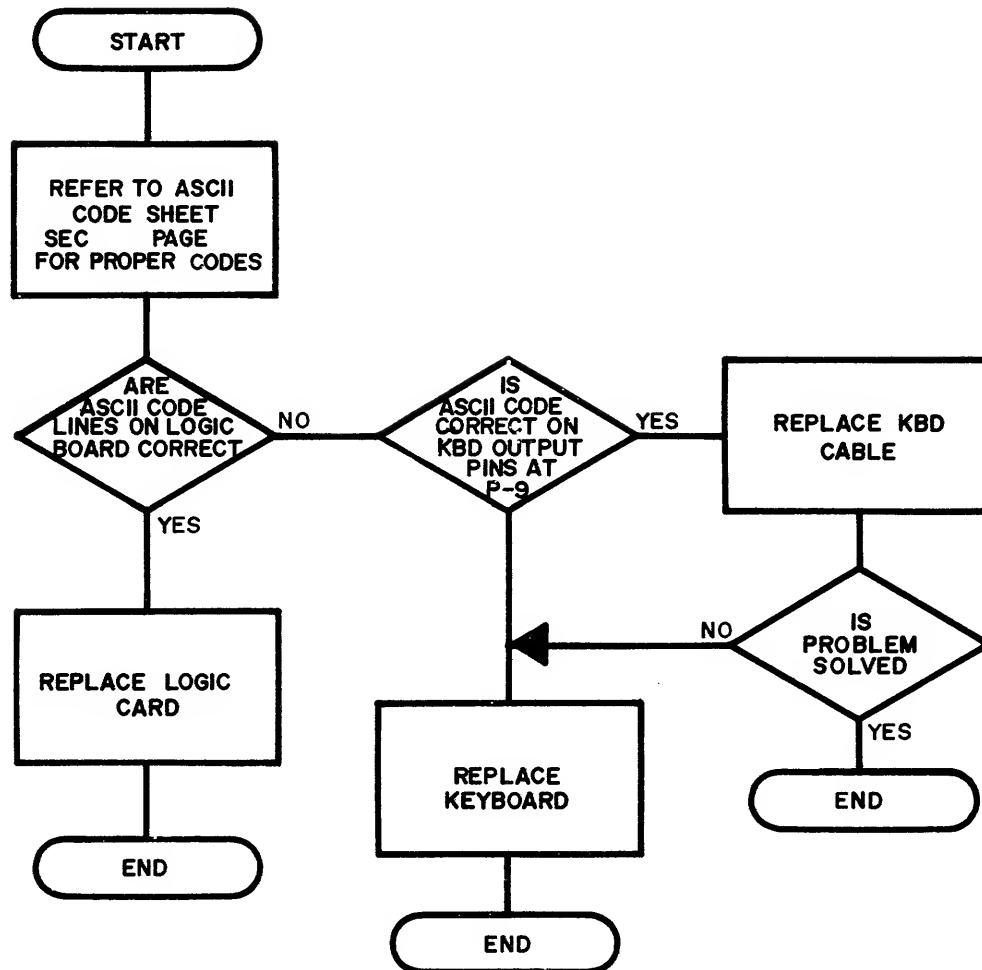 START
REFER TO ASCII
CODE SHEET
SEC PAGE
FOR PROPER CODES
ARE
ASCII CODE
LINES ON LOGIC
BOARD CORRECT
NO
YES
REPLACE LOGIC
CARD
END
IS
ASCII CODE
CORRECT ON
KBD OUTPUT
PINS AT
P-9
YES
REPLACE KBD
CABLE
IS
PROBLEM
SOLVED
NO
YES
END
REPLACE
KEYBOARD
END